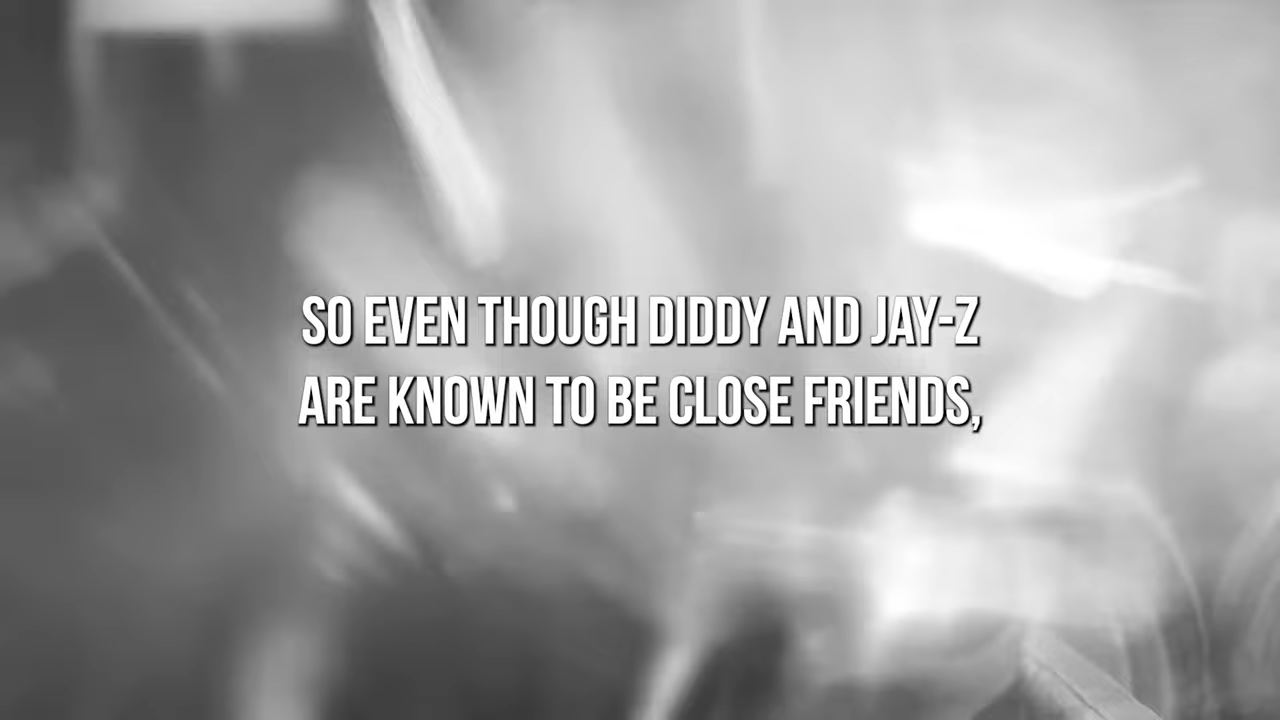 SO EVEN THOUGH DIDDY AND JAY-Z
ARE KNOWN TO BE CLOSE FRIENDS,